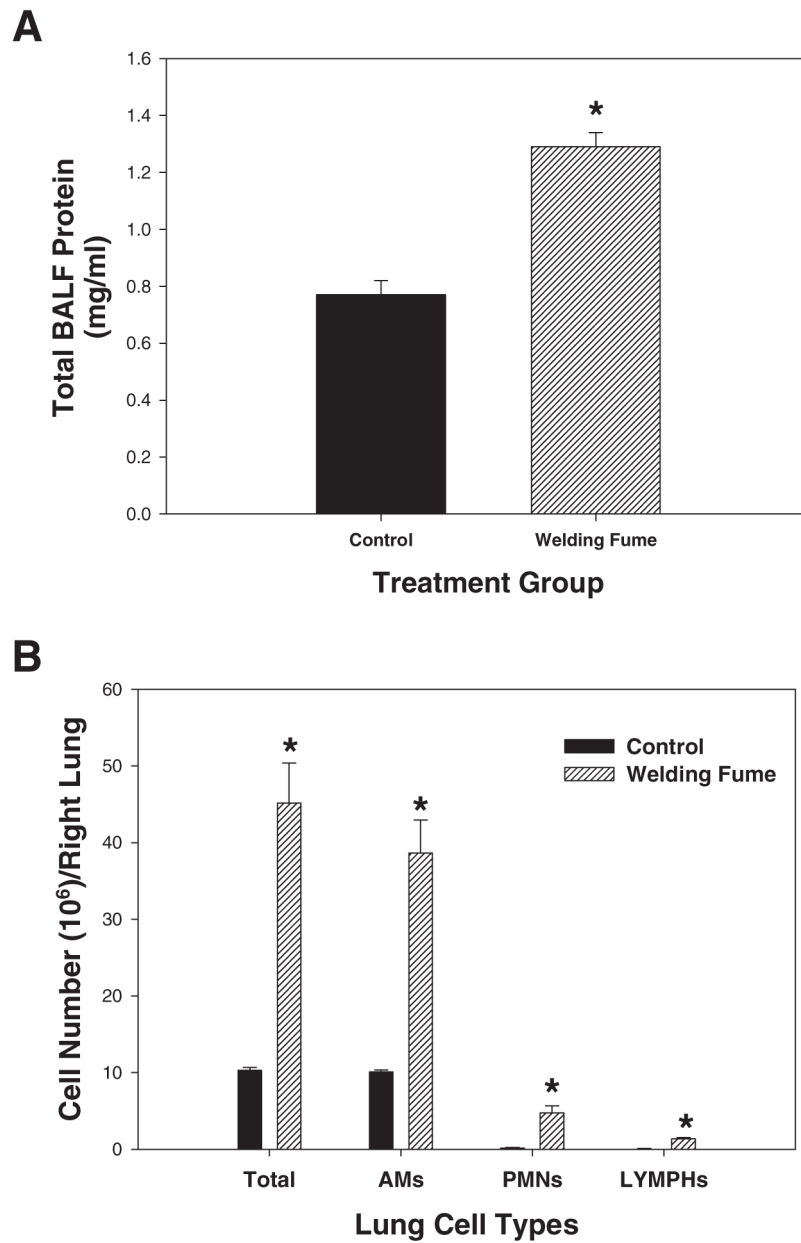 A
1.6
1.4
1.2
1.0
0.8
0.6
0.4
0.2
0.0
Total BALF Protein
(mg/ml)
*
Control
Welding Fume
Treatment Group
B
60
50
40
30
20
10
0
Cell Number (10⁶)/Right Lung
Control
Welding Fume
*
*
*
*
Total
AMs
PMNs
LYMPHs
Lung Cell Types